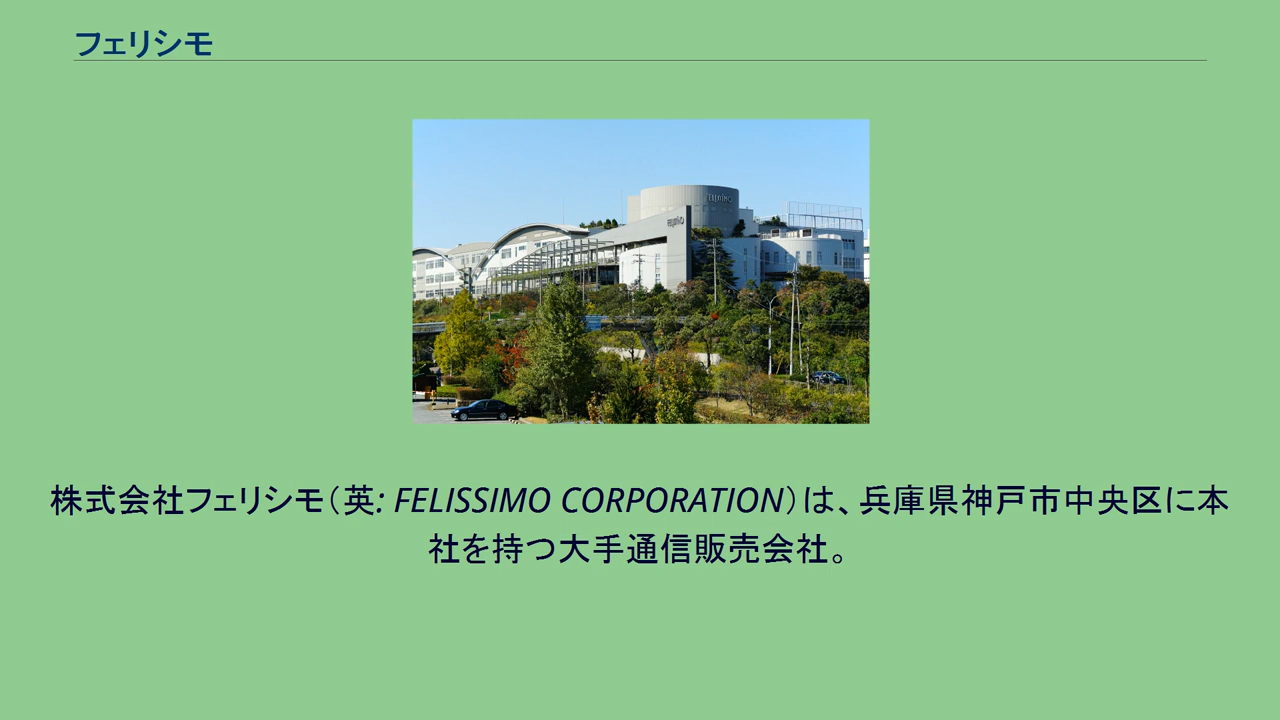 フェリシモ
FELISSIMO
FELISSIMO
株式会社フェリシモ（英: FELISSIMO CORPORATION）は、兵庫県神戸市中央区に本
社を持つ大手通信販売会社。